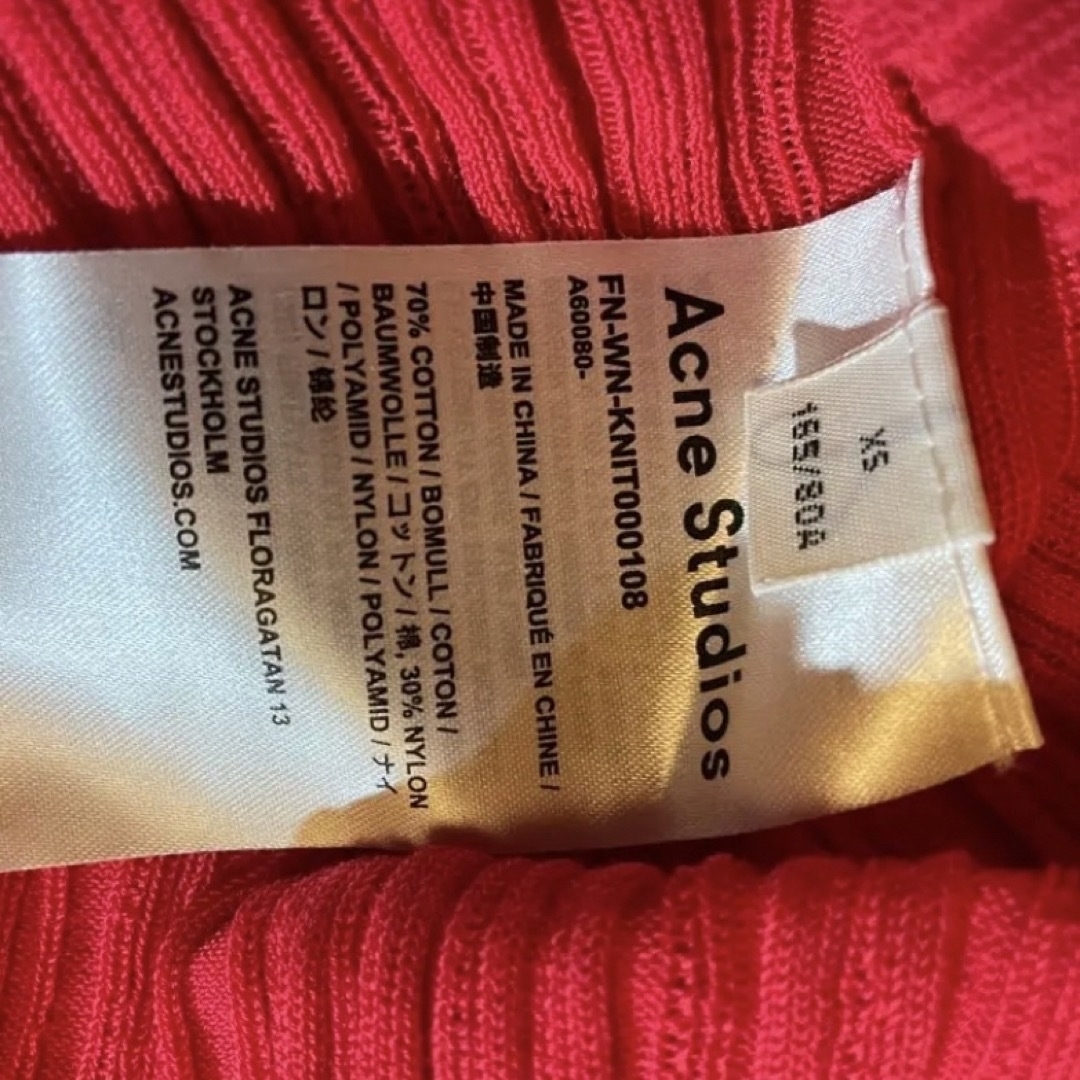 XS
165/80A
Acne Studios
FN-WN-KNIT000108
A60080-
MADE IN CHINA / FABRIQUÉ EN CHINE /
中国制造
70% COTTON / BOMULL / COTON /
BAUMWOLLE / コットン / 棉, 30% NYLON
/ POLYAMID / NYLON / POLYAMID / ナイ
ロン / 锦纶
ACNE STUDIOS FLORAGATAN 13
STOCKHOLM
ACNESTUDIOS.COM